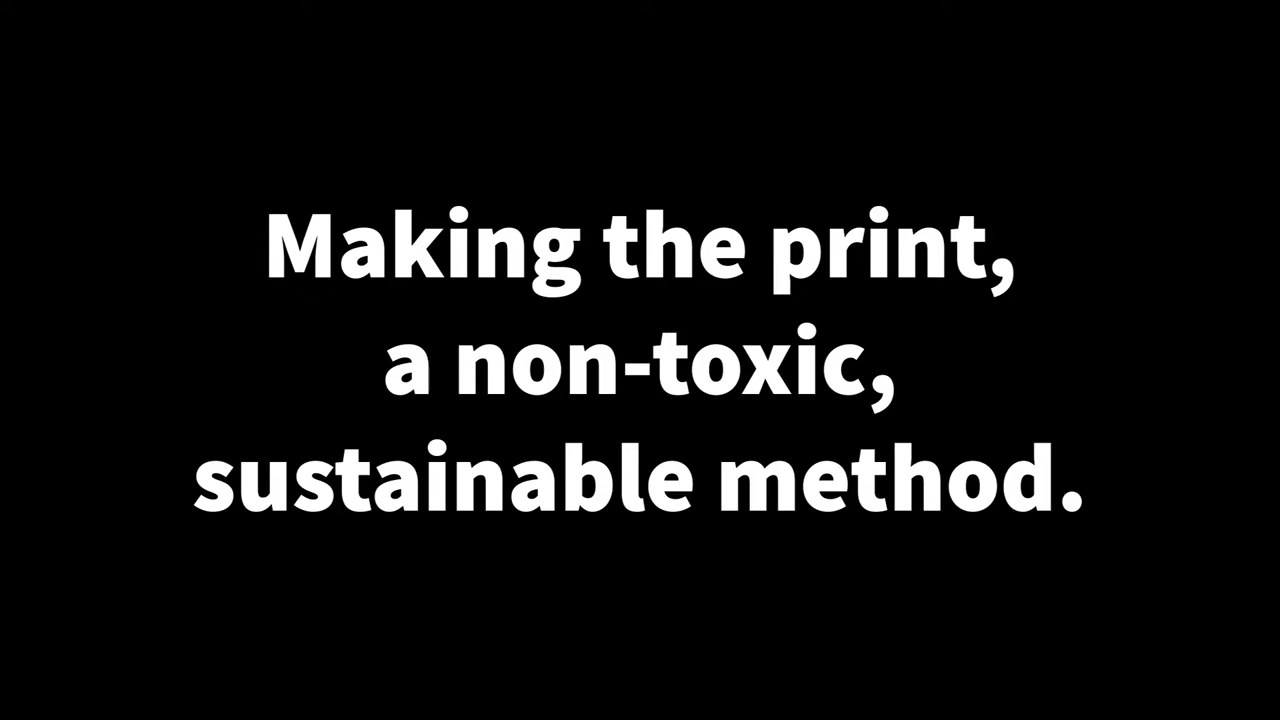 Making the print,
a non-toxic,
sustainable method.